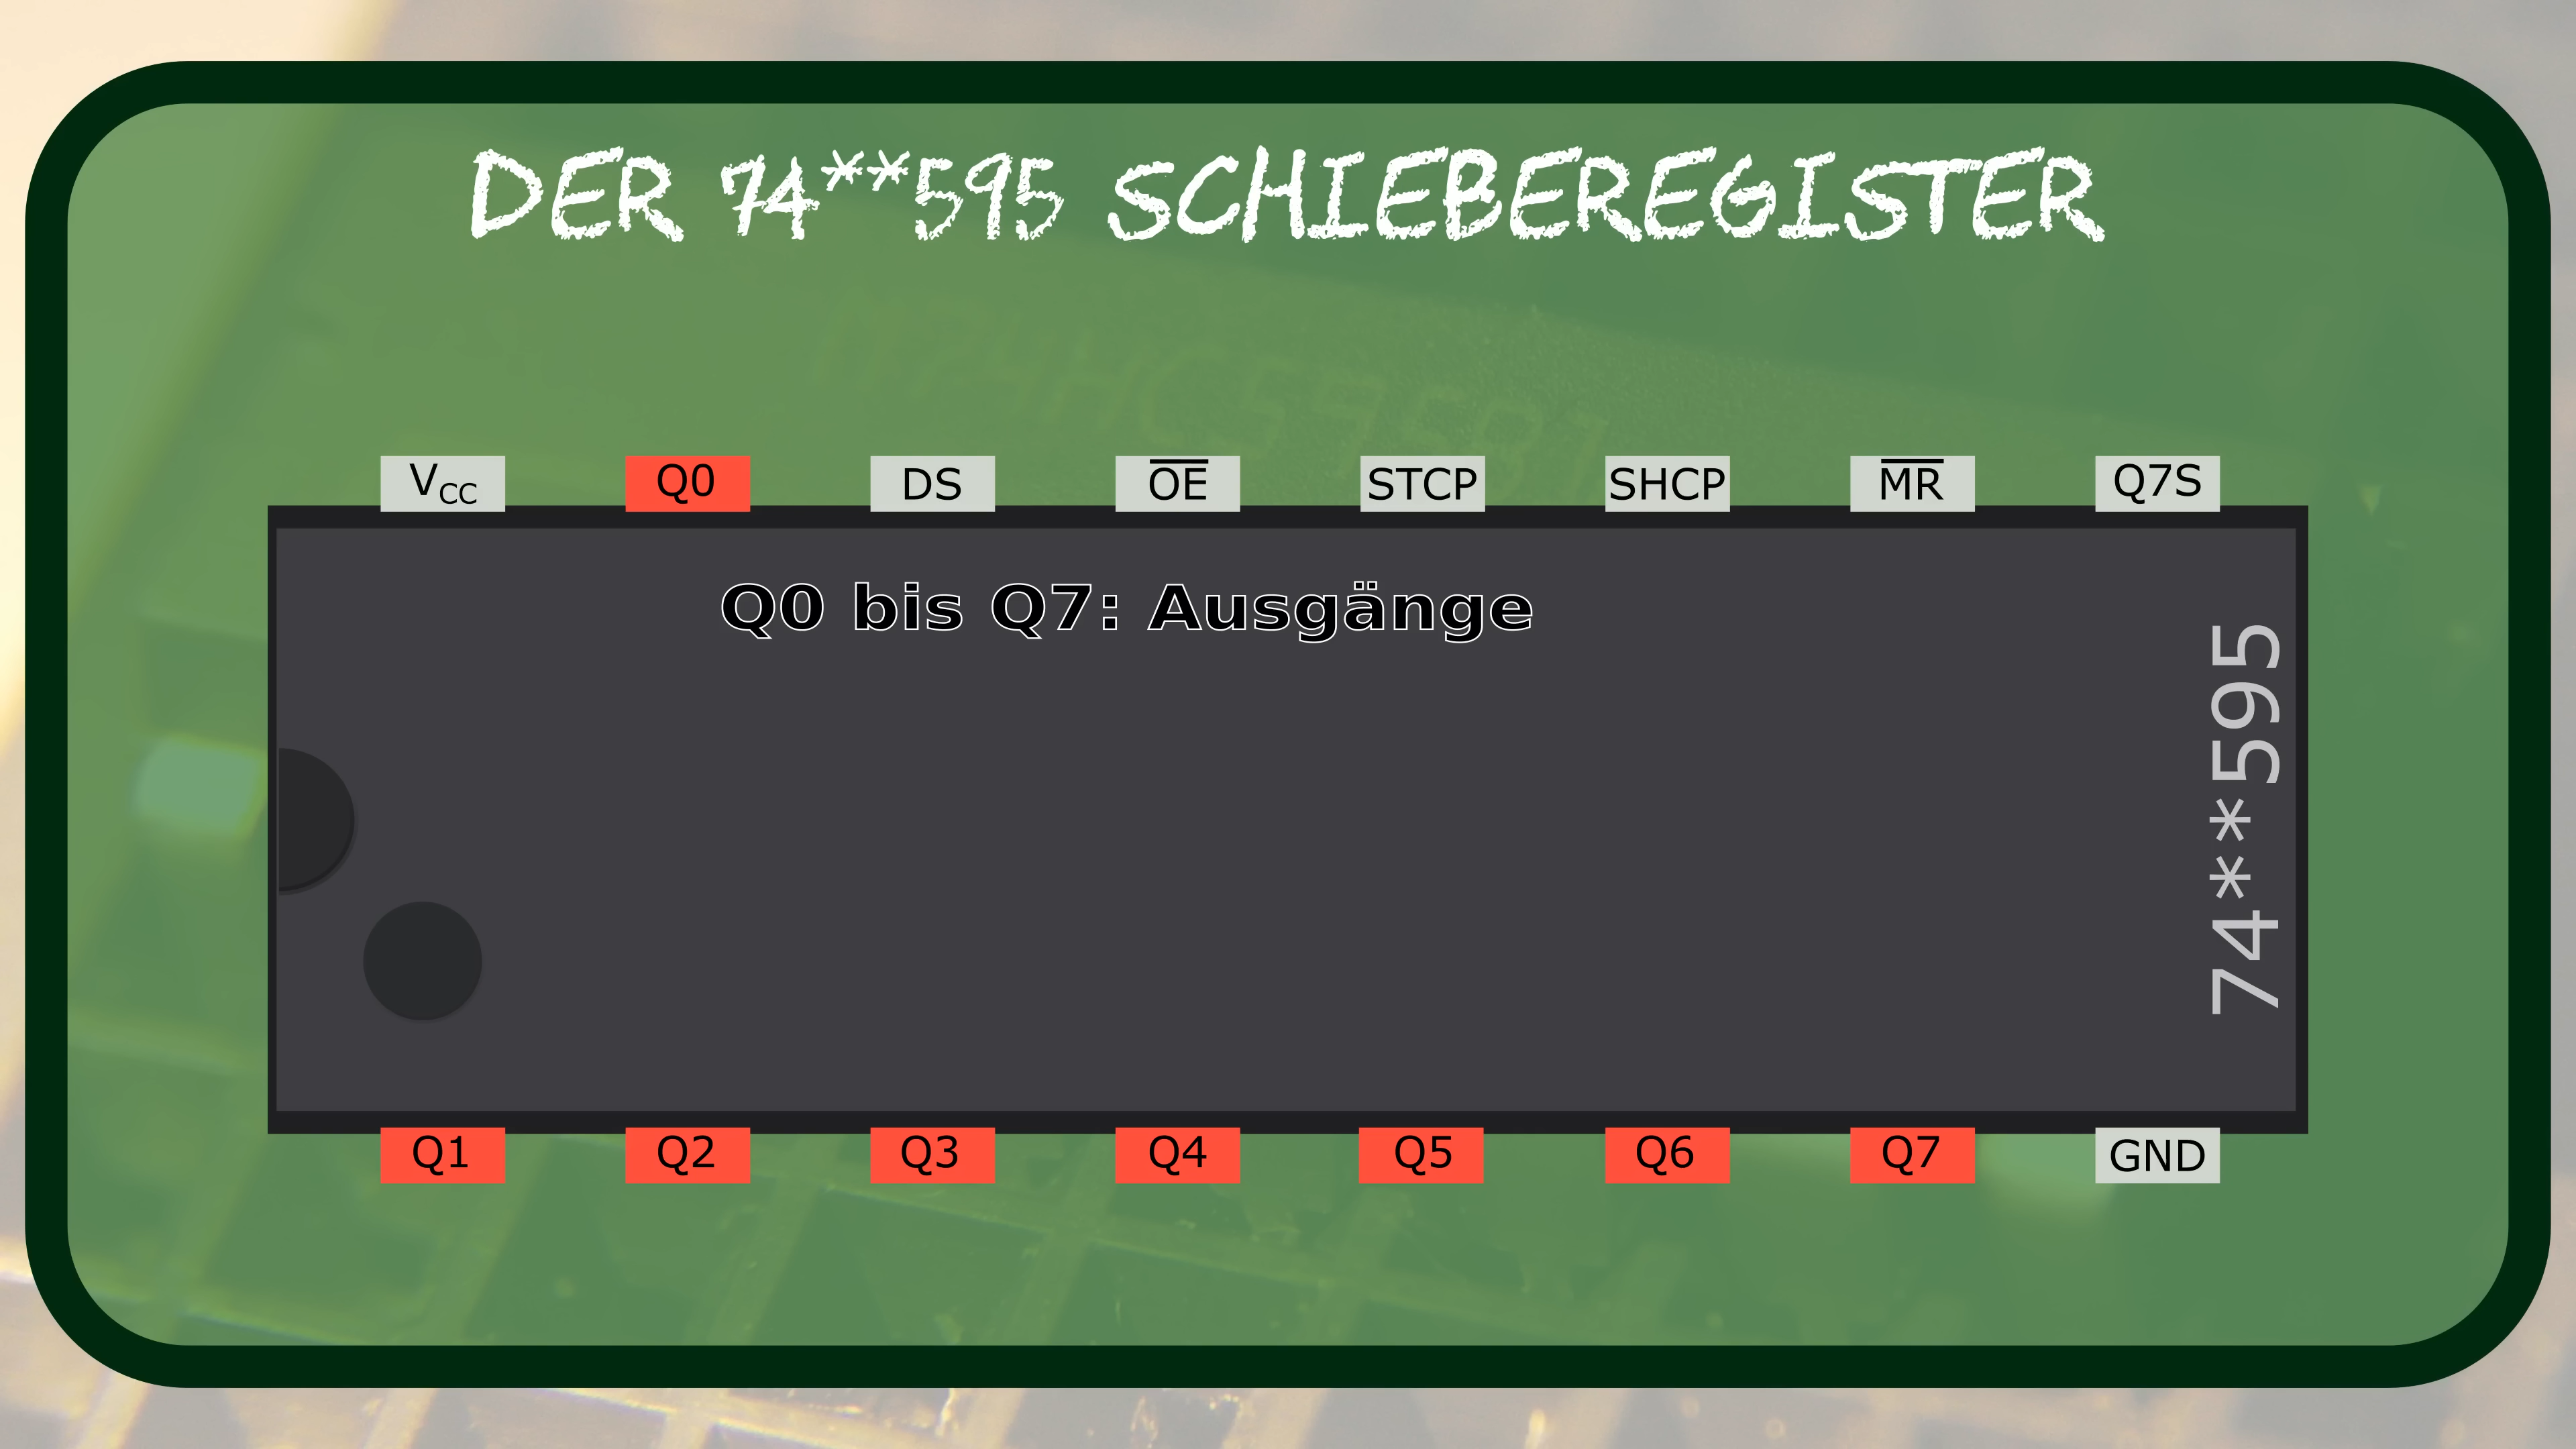 DER 74**595 SCHIEBEREGISTER
VCC Q0 DS OE STCP SHCP MR Q7S
Q0 bis Q7: Ausgänge
74**595
Q1 Q2 Q3 Q4 Q5 Q6 Q7 GND